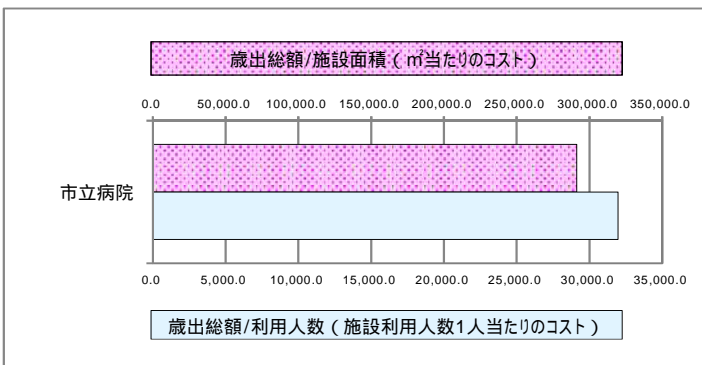 歳出総額/施設面積（㎡当たりのコスト）
0.0 50,000.0 100,000.0 150,000.0 200,000.0 250,000.0 300,000.0 350,000.0
市立病院
0.0 5,000.0 10,000.0 15,000.0 20,000.0 25,000.0 30,000.0 35,000.0
歳出総額/利用人数（施設利用人数1人当たりのコスト）